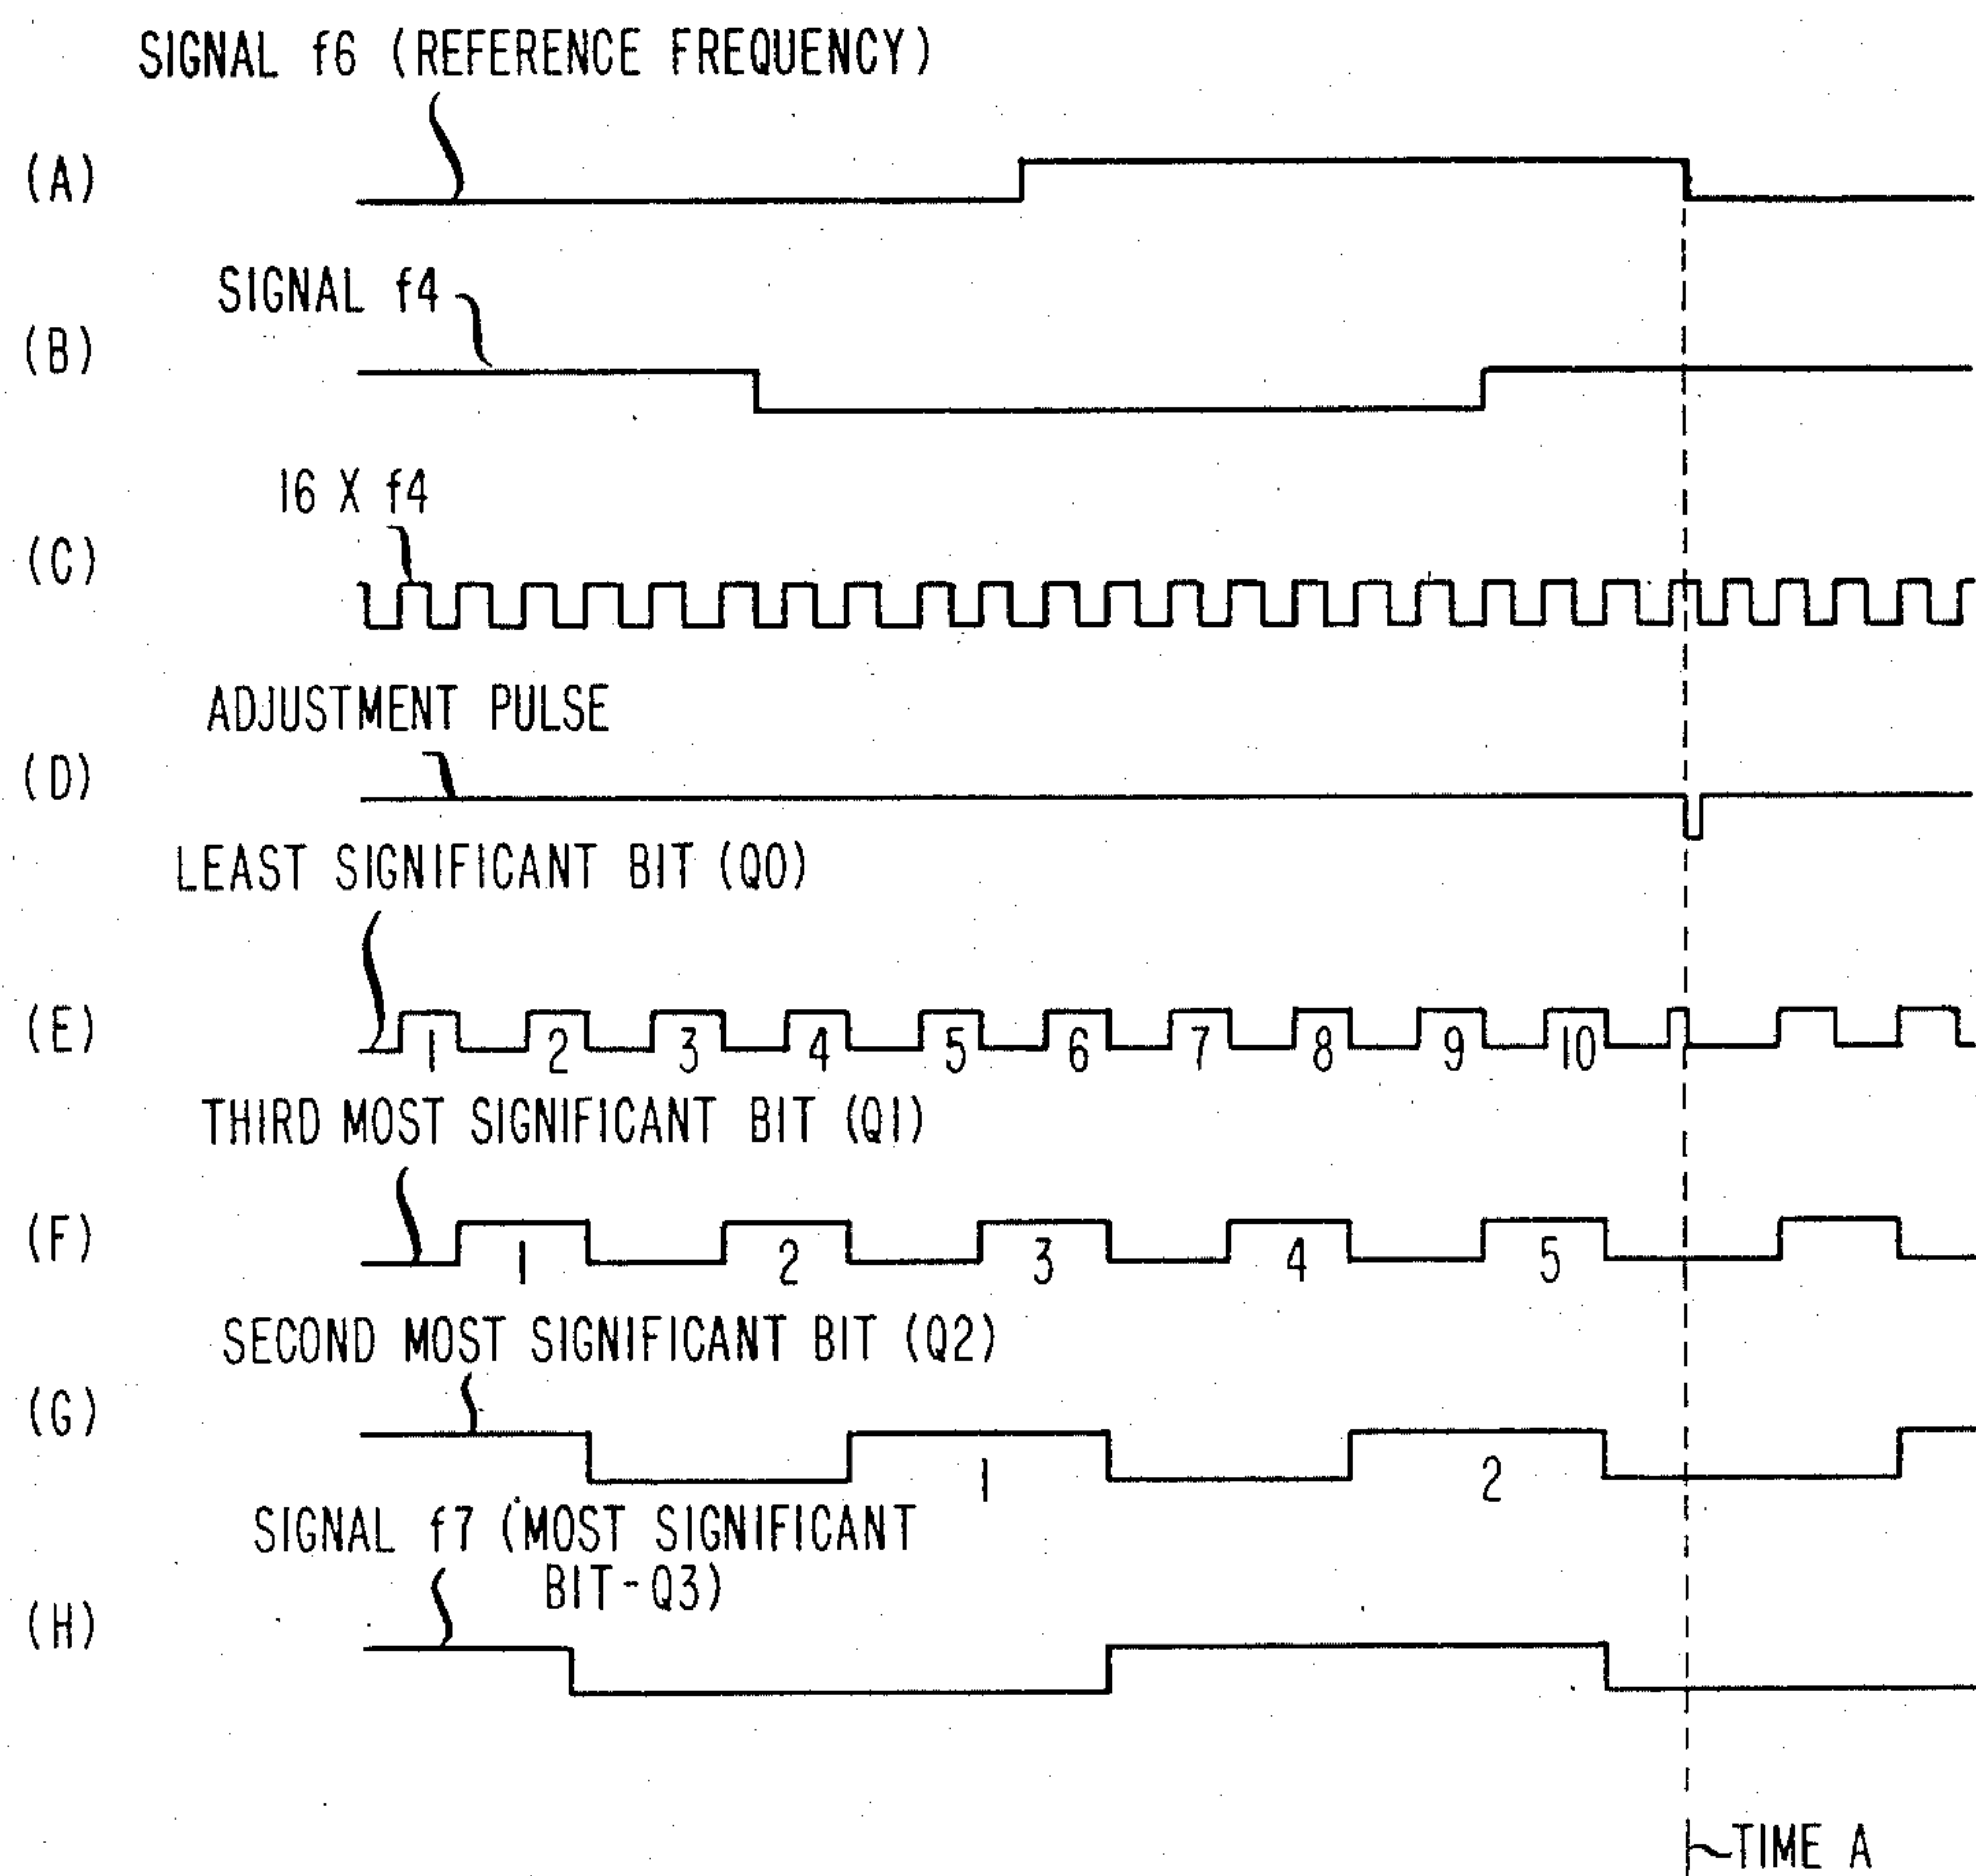 SIGNAL f6 (REFERENCE FREQUENCY)
(A)
SIGNAL f4
(B)
16 X f4
(C)
ADJUSTMENT PULSE
(D)
LEAST SIGNIFICANT BIT (Q0)
(E)
1 2 3 4 5 6 7 8 9 10
THIRD MOST SIGNIFICANT BIT (Q1)
(F)
1 2 3 4 5
SECOND MOST SIGNIFICANT BIT (Q2)
(G)
1 2
SIGNAL f7 (MOST SIGNIFICANT
BIT-Q3)
(H)
TIME A